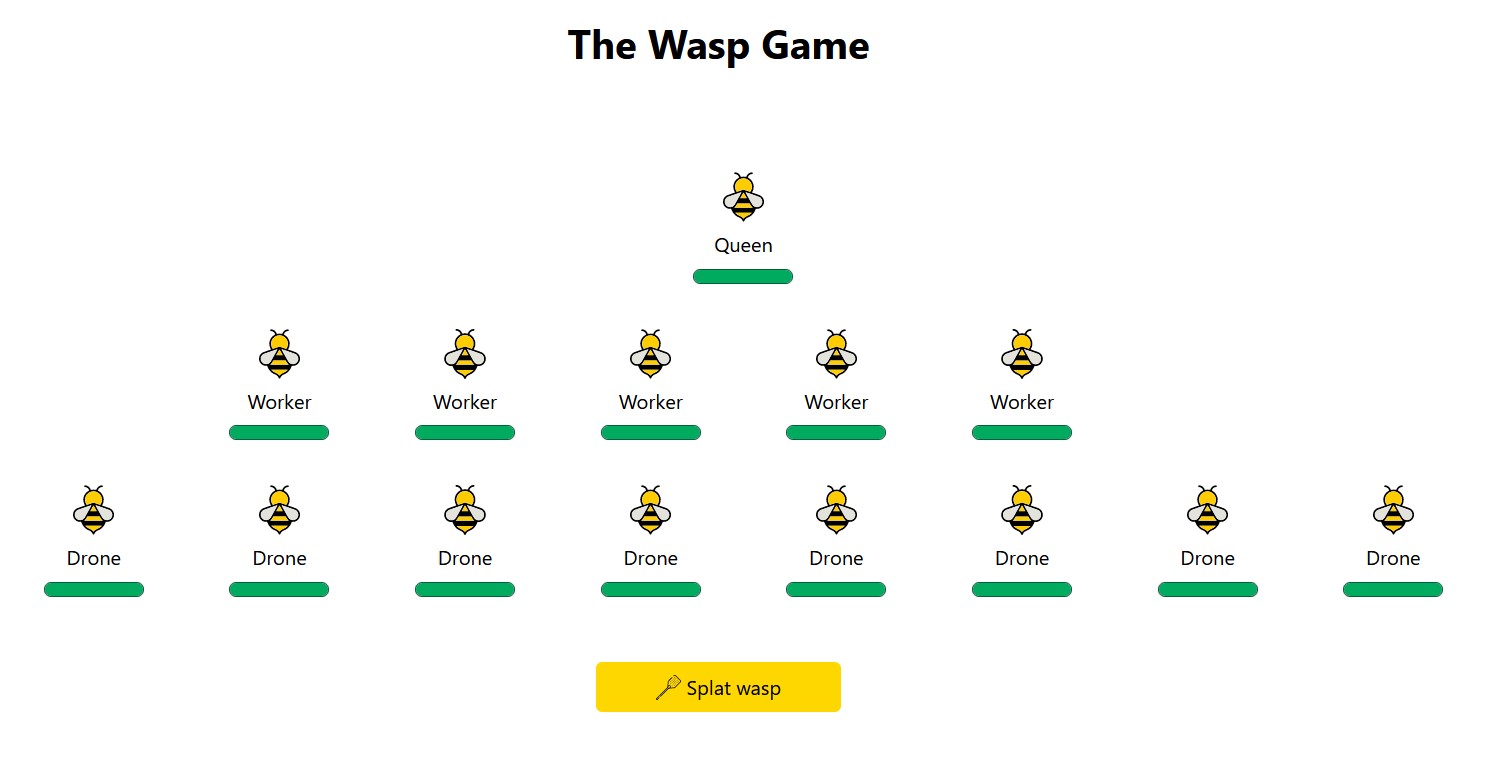 The Wasp Game
Queen
Worker Worker Worker Worker Worker
Drone Drone Drone Drone Drone Drone Drone Drone
Splat wasp